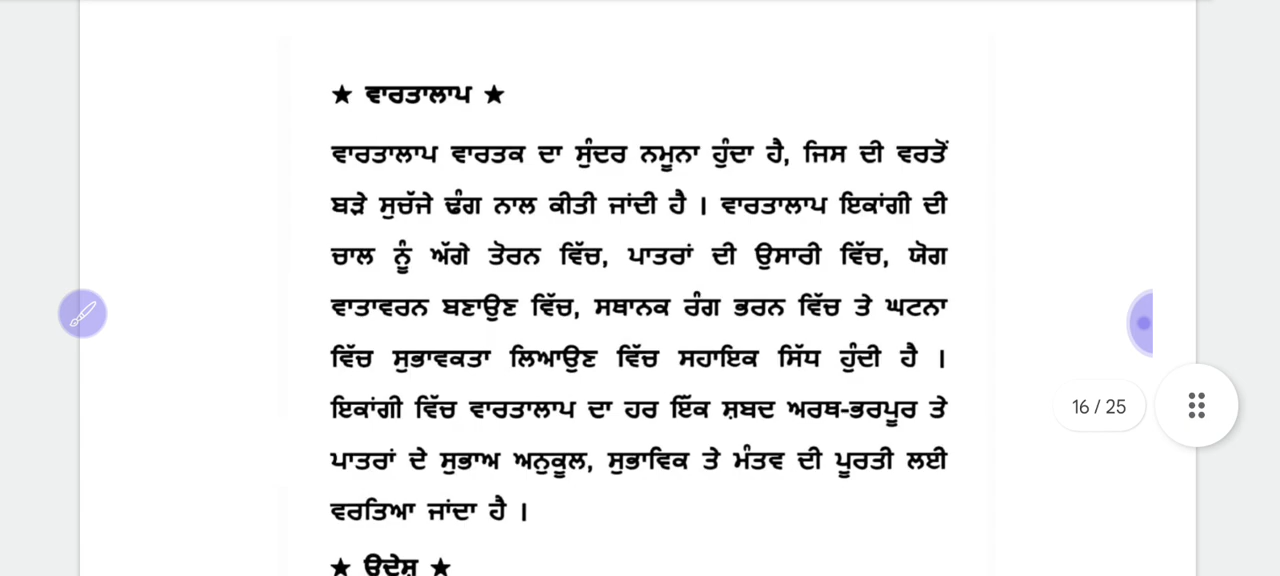 ★ ਵਾਰਤਾਲਾਪ ★
ਵਾਰਤਾਲਾਪ ਵਾਰਤਕ ਦਾ ਸੁੰਦਰ ਨਮੂਨਾ ਹੁੰਦਾ ਹੈ, ਜਿਸ ਦੀ ਵਰਤੋਂ
ਬੜੇ ਸੁਚੱਜੇ ਢੰਗ ਨਾਲ ਕੀਤੀ ਜਾਂਦੀ ਹੈ । ਵਾਰਤਾਲਾਪ ਇਕਾਂਗੀ ਦੀ
ਚਾਲ ਨੂੰ ਅੱਗੇ ਤੋਰਨ ਵਿੱਚ, ਪਾਤਰਾਂ ਦੀ ਉਸਾਰੀ ਵਿੱਚ, ਯੋਗ
ਵਾਤਾਵਰਨ ਬਣਾਉਣ ਵਿੱਚ, ਸਥਾਨਕ ਰੰਗ ਭਰਨ ਵਿੱਚ ਤੇ ਘਟਨਾ
ਵਿੱਚ ਸੁਭਾਵਕਤਾ ਲਿਆਉਣ ਵਿੱਚ ਸਹਾਇਕ ਸਿੱਧ ਹੁੰਦੀ ਹੈ ।
ਇਕਾਂਗੀ ਵਿੱਚ ਵਾਰਤਾਲਾਪ ਦਾ ਹਰ ਇੱਕ ਸ਼ਬਦ ਅਰਥ-ਭਰਪੂਰ ਤੇ
ਪਾਤਰਾਂ ਦੇ ਸੁਭਾਅ ਅਨੁਕੂਲ, ਸੁਭਾਵਿਕ ਤੇ ਮੰਤਵ ਦੀ ਪੂਰਤੀ ਲਈ
ਵਰਤਿਆ ਜਾਂਦਾ ਹੈ ।
★ ਉਦੇਸ਼ ★
16 / 25